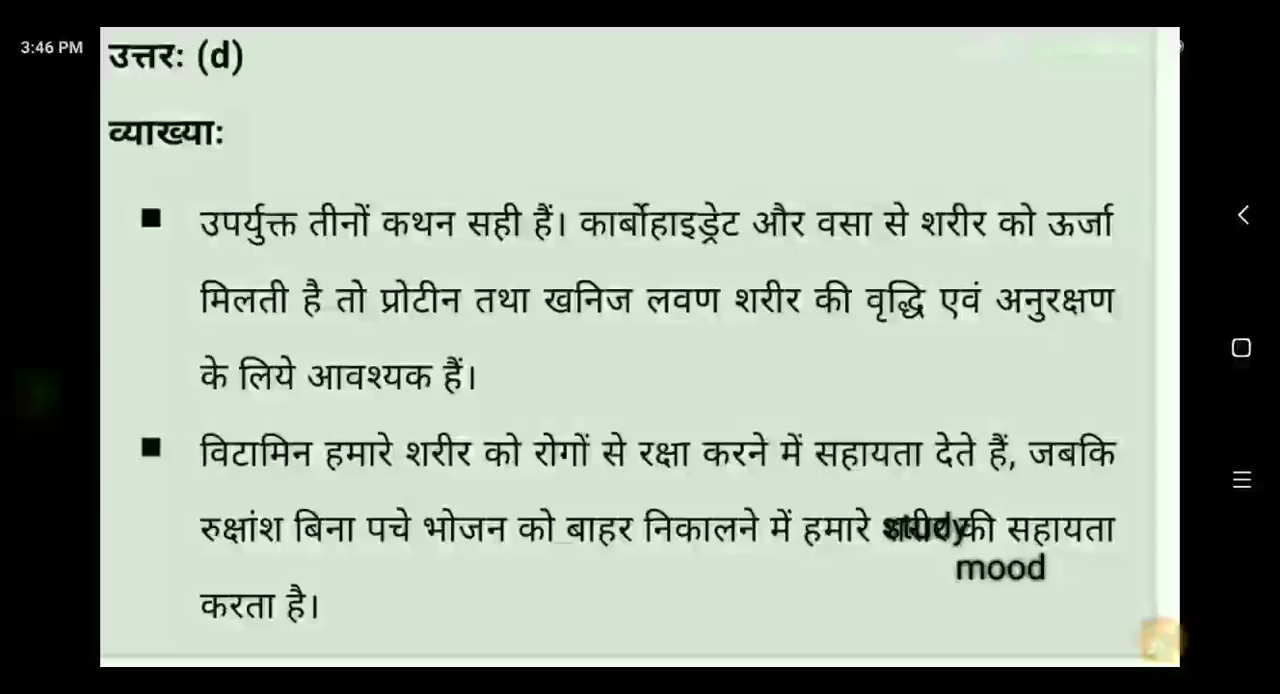 3:46 PM
उत्तरः (d)
व्याख्याः
उपर्युक्त तीनों कथन सही हैं। कार्बोहाइड्रेट और वसा से शरीर को ऊर्जा
मिलती है तो प्रोटीन तथा खनिज लवण शरीर की वृद्धि एवं अनुरक्षण
के लिये आवश्यक हैं।
विटामिन हमारे शरीर को रोगों से रक्षा करने में सहायता देते हैं, जबकि
रुक्षांश बिना पचे भोजन को बाहर निकालने में हमारे की सहायता
study
mood
करता है।